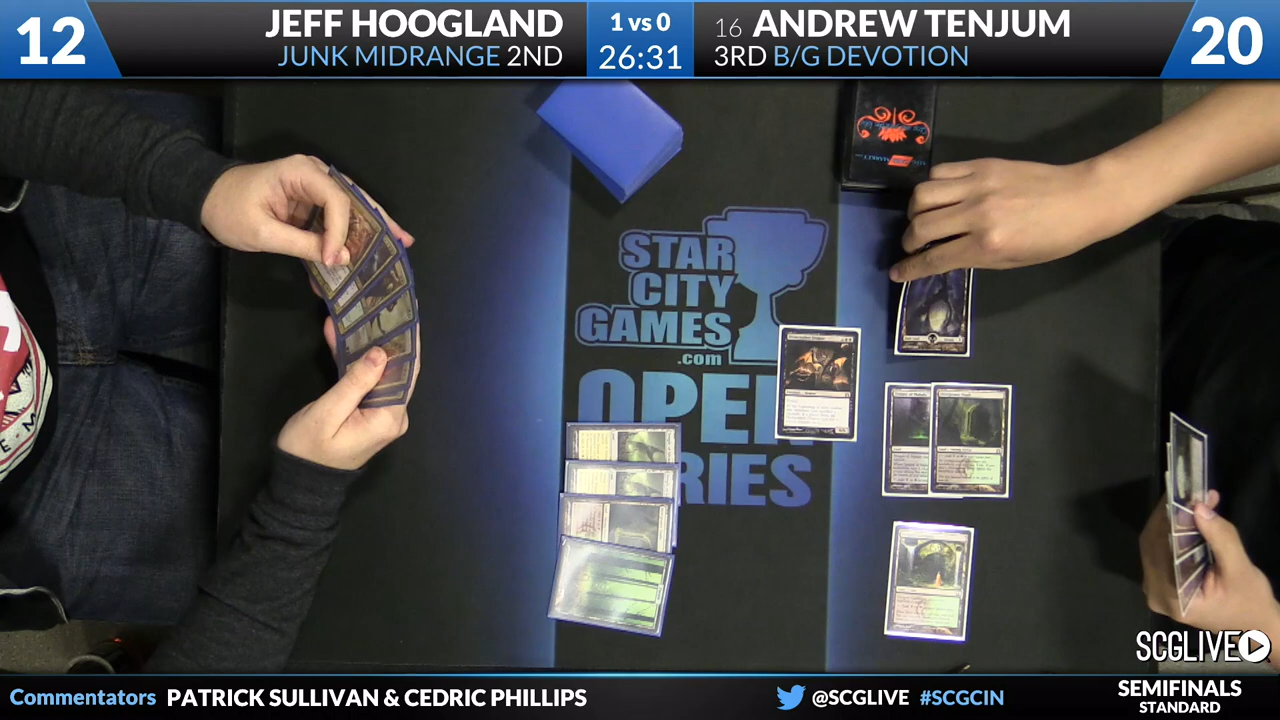 12
JEFF HOOGLAND
JUNK MIDRANGE 2ND
1 vs 0
26:31
16 ANDREW TENJUM
3RD B/G DEVOTION
20
STAR
CITY
GAMES
.com
OPEN
SERIES
SCGLIVE
Commentators PATRICK SULLIVAN & CEDRIC PHILLIPS
@SCGLIVE #SCGCIN
SEMIFINALS
STANDARD